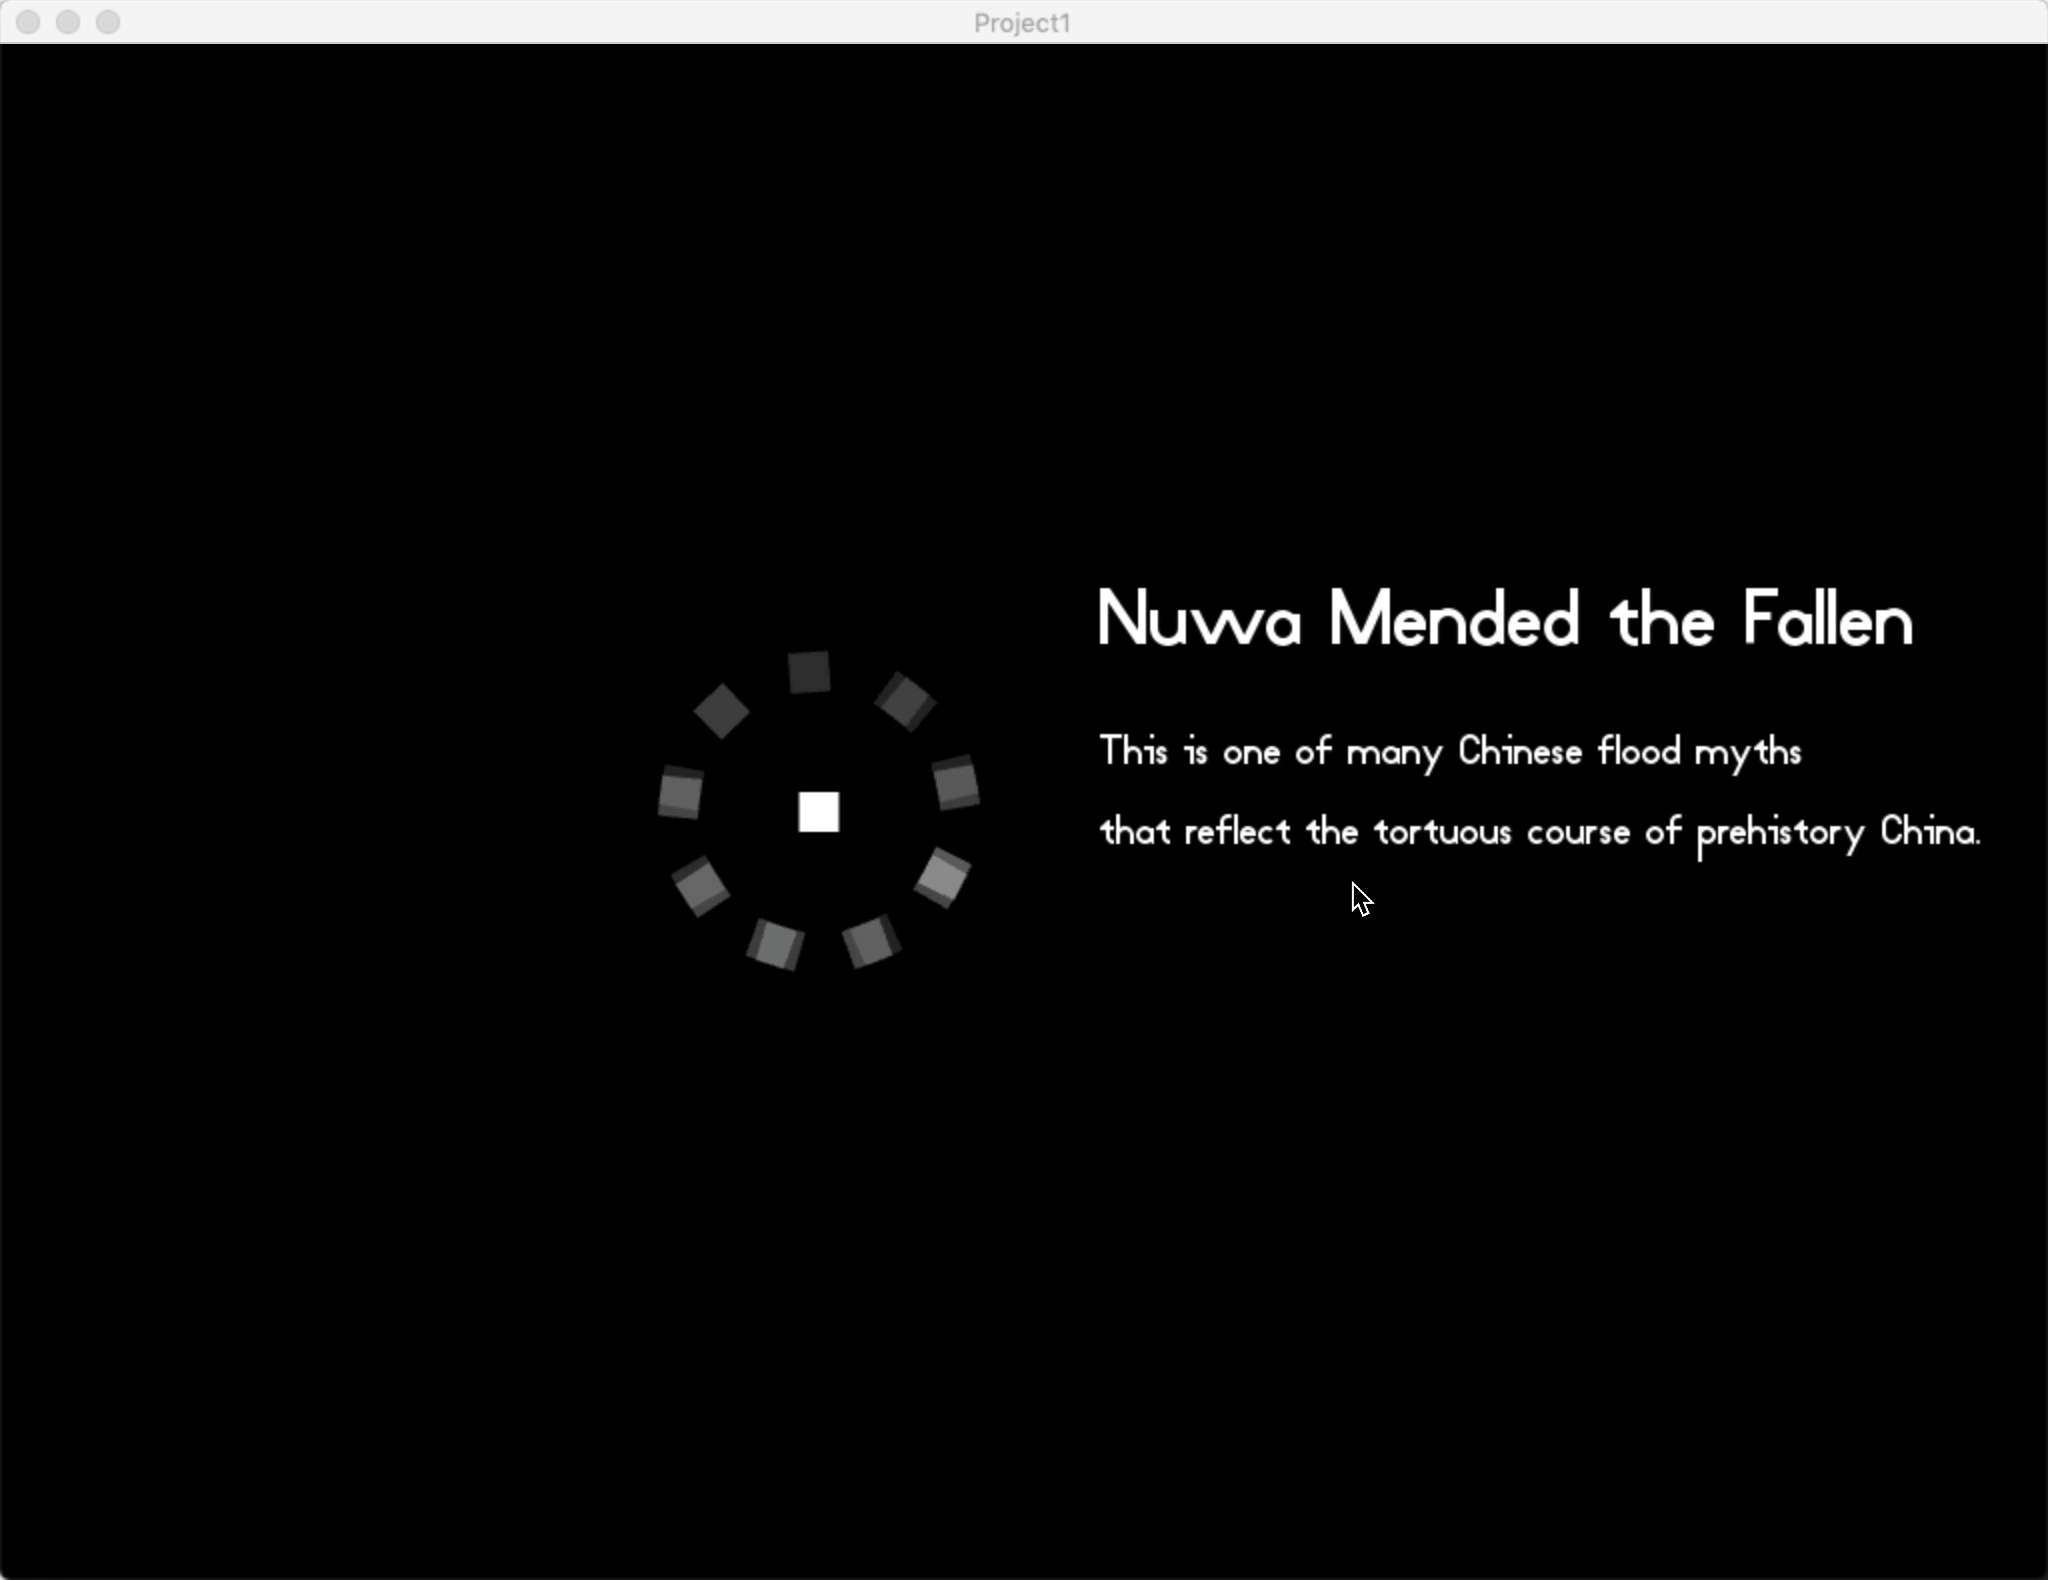 Project1
Nuwa Mended the Fallen
This is one of many Chinese flood myths
that reflect the tortuous course of prehistory China.